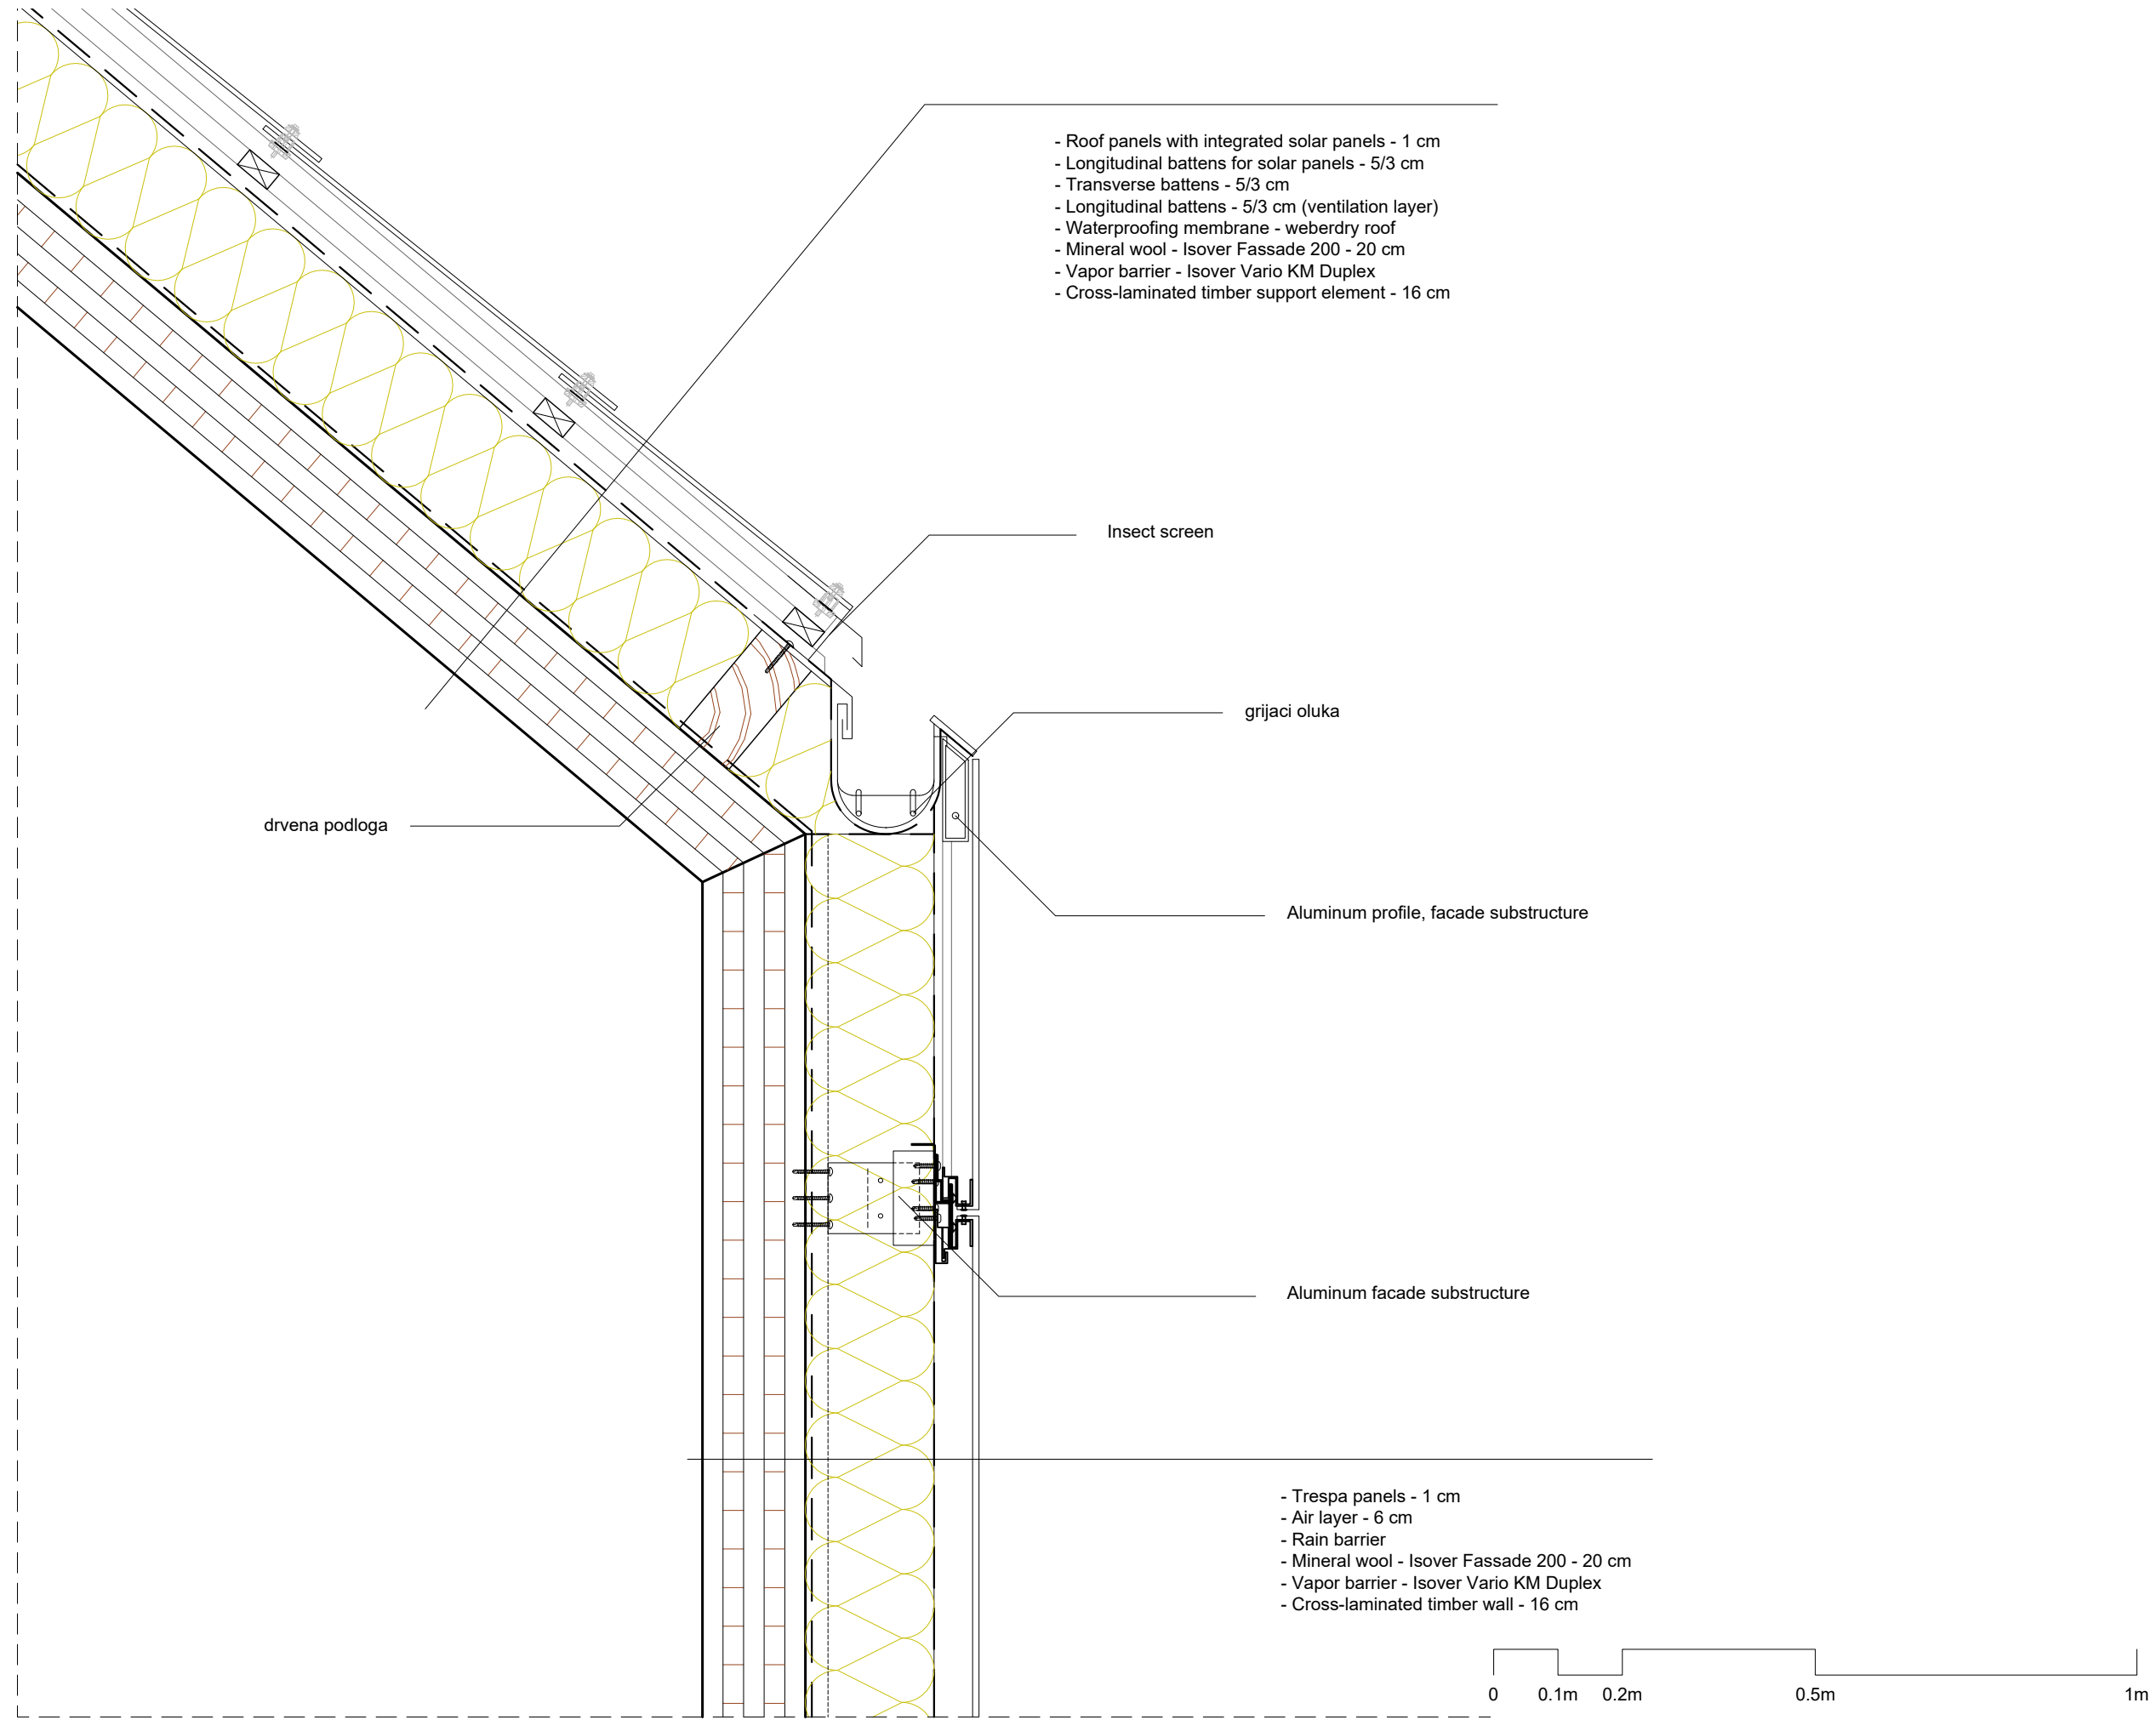 - Roof panels with integrated solar panels - 1 cm
- Longitudinal battens for solar panels - 5/3 cm
- Transverse battens - 5/3 cm
- Longitudinal battens - 5/3 cm (ventilation layer)
- Waterproofing membrane - weberdry roof
- Mineral wool - Isover Fassade 200 - 20 cm
- Vapor barrier - Isover Vario KM Duplex
- Cross-laminated timber support element - 16 cm
Insect screen
grijaci oluka
drvena podloga
Aluminum profile, facade substructure
Aluminum facade substructure
- Trespa panels - 1 cm
- Air layer - 6 cm
- Rain barrier
- Mineral wool - Isover Fassade 200 - 20 cm
- Vapor barrier - Isover Vario KM Duplex
- Cross-laminated timber wall - 16 cm
0 0.1m 0.2m 0.5m 1m